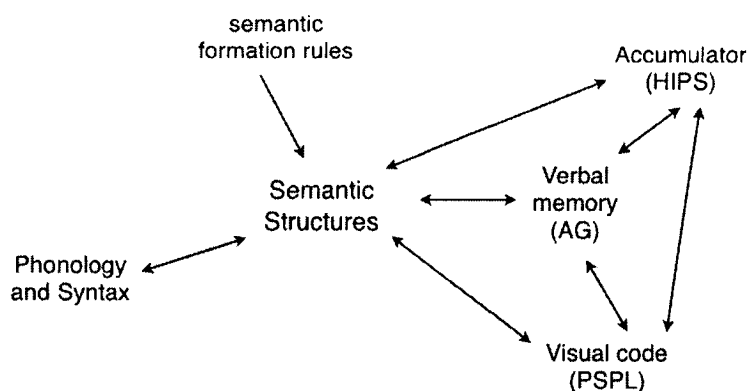 semantic
formation rules
Accumulator
(HIPS)
Semantic
Structures
Verbal
memory
(AG)
Phonology
and Syntax
Visual code
(PSPL)